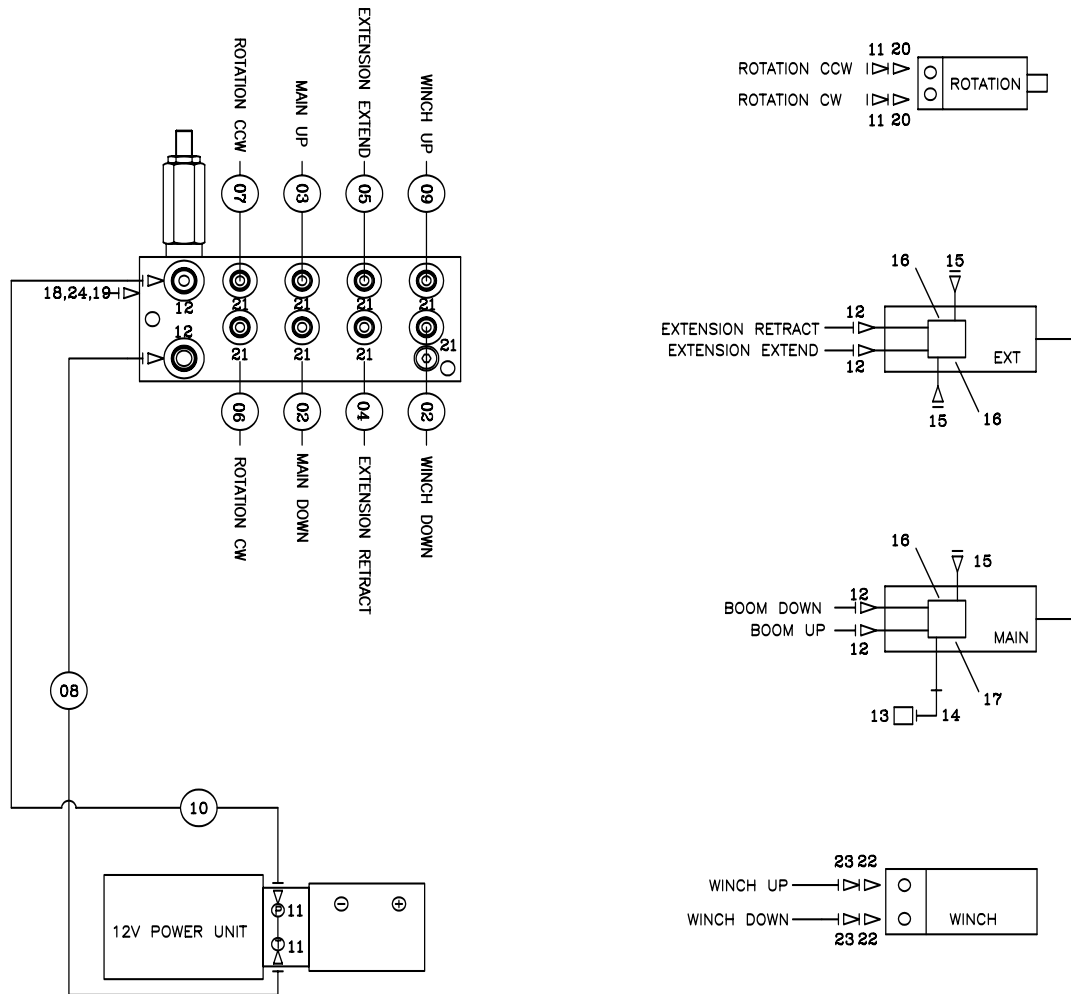 ROTATION CCW
MAIN UP
EXTENSION EXTEND
WINCH UP
07
03
05
09
18,24,19
12
21
21
21
21
12
21
21
21
21
06
02
04
02
ROTATION CW
MAIN DOWN
EXTENSION RETRACT
WINCH DOWN
08
10
12V POWER UNIT
P 11
T 11
⊖ ⊕
11 20
ROTATION CCW
ROTATION
ROTATION CW
11 20
16
15
12
EXTENSION RETRACT
EXTENSION EXTEND
EXT
12
15
16
16
15
12
BOOM DOWN
BOOM UP
MAIN
12
17
13
14
23 22
WINCH UP
WINCH DOWN
WINCH
23 22